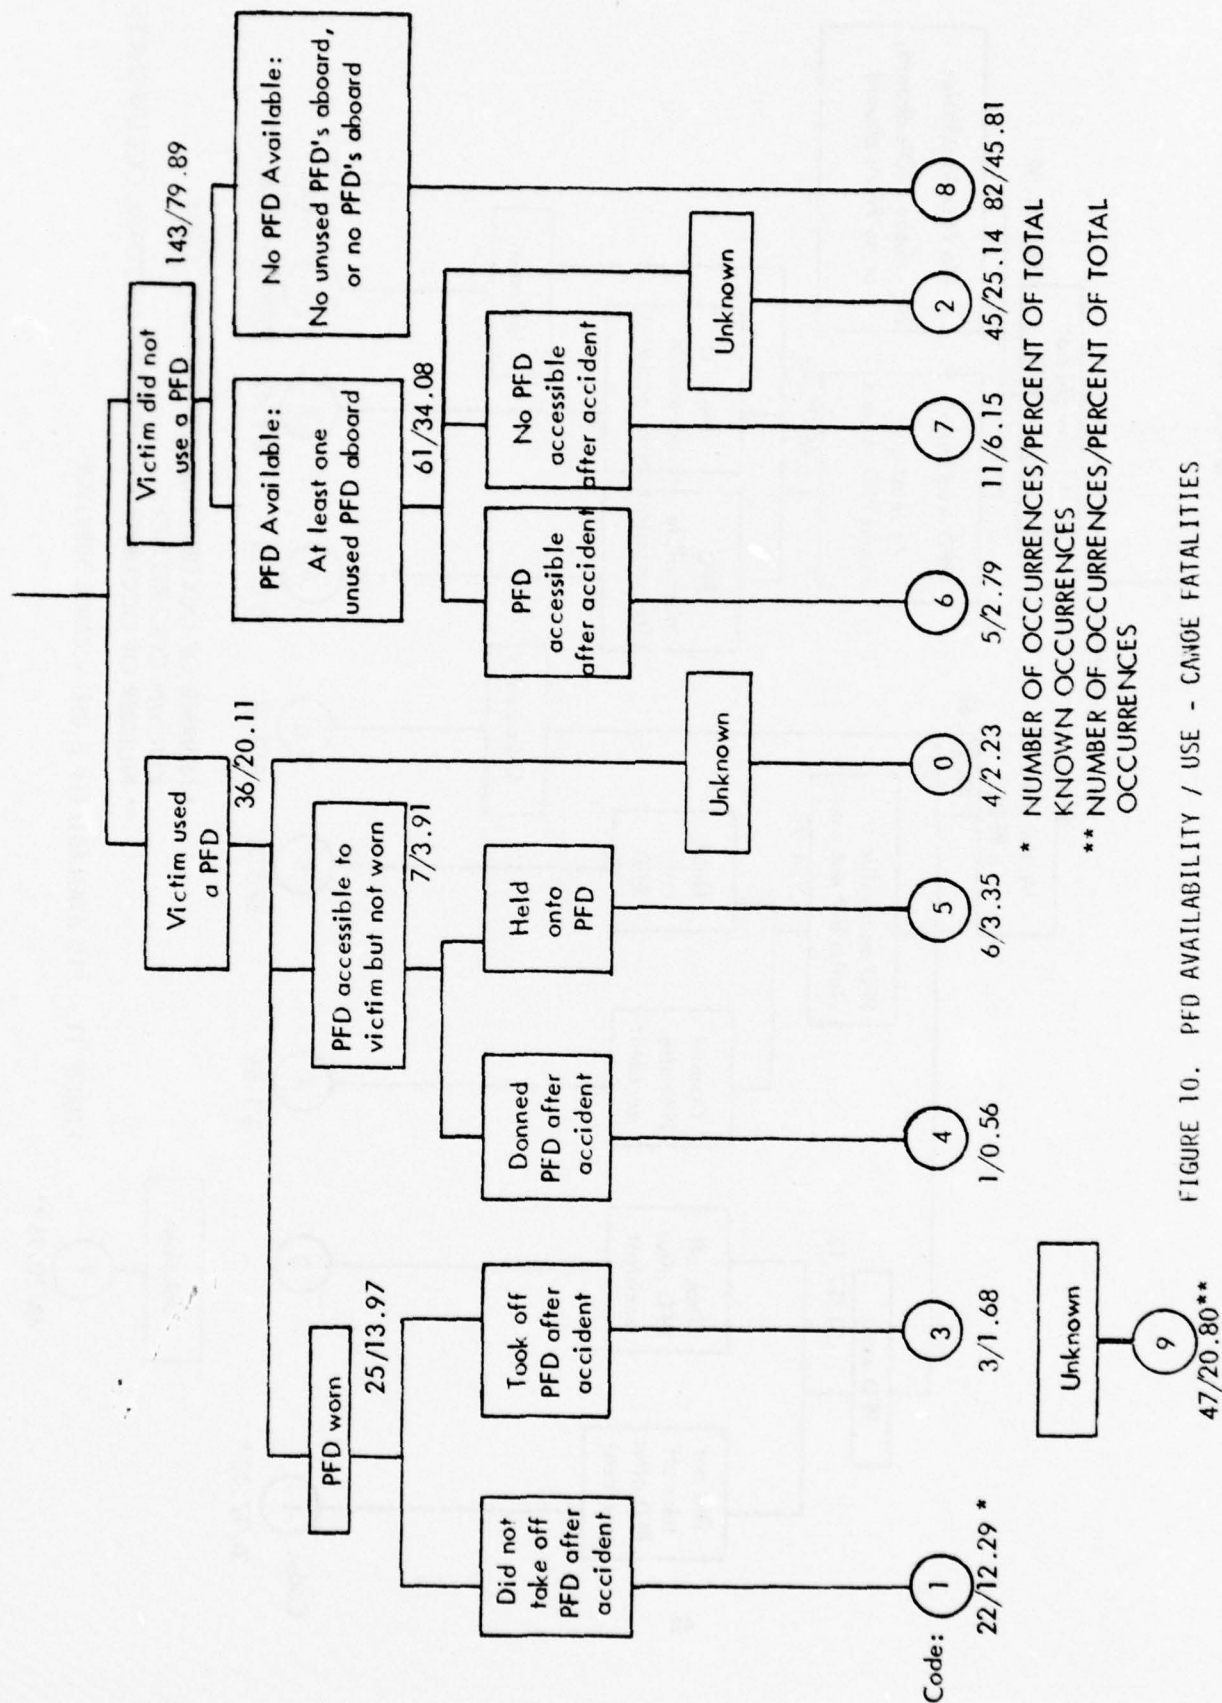 Victim used
a PFD
36/20.11
Victim did not
use a PFD
143/79.89
PFD worn
25/13.97
PFD accessible to
victim but not worn
7/3.91
PFD Available:
At least one
unused PFD aboard
61/34.08
No PFD Available:
No unused PFD's aboard,
or no PFD's aboard
Did not
take off
PFD after
accident
Took off
PFD after
accident
Donned
PFD after
accident
Held
onto
PFD
Unknown
PFD
accessible
after accident
No PFD
accessible
after accident
Unknown
Code: 1 3 4 5 0 6 7 2 8
22/12.29 * 3/1.68 1/0.56 6/3.35 4/2.23 5/2.79 11/6.15 45/25.14 82/45.81
* NUMBER OF OCCURRENCES/PERCENT OF TOTAL
KNOWN OCCURRENCES
** NUMBER OF OCCURRENCES/PERCENT OF TOTAL
OCCURRENCES
Unknown
9
47/20.80**
FIGURE 10. PFD AVAILABILITY / USE - CANOE FATALITIES